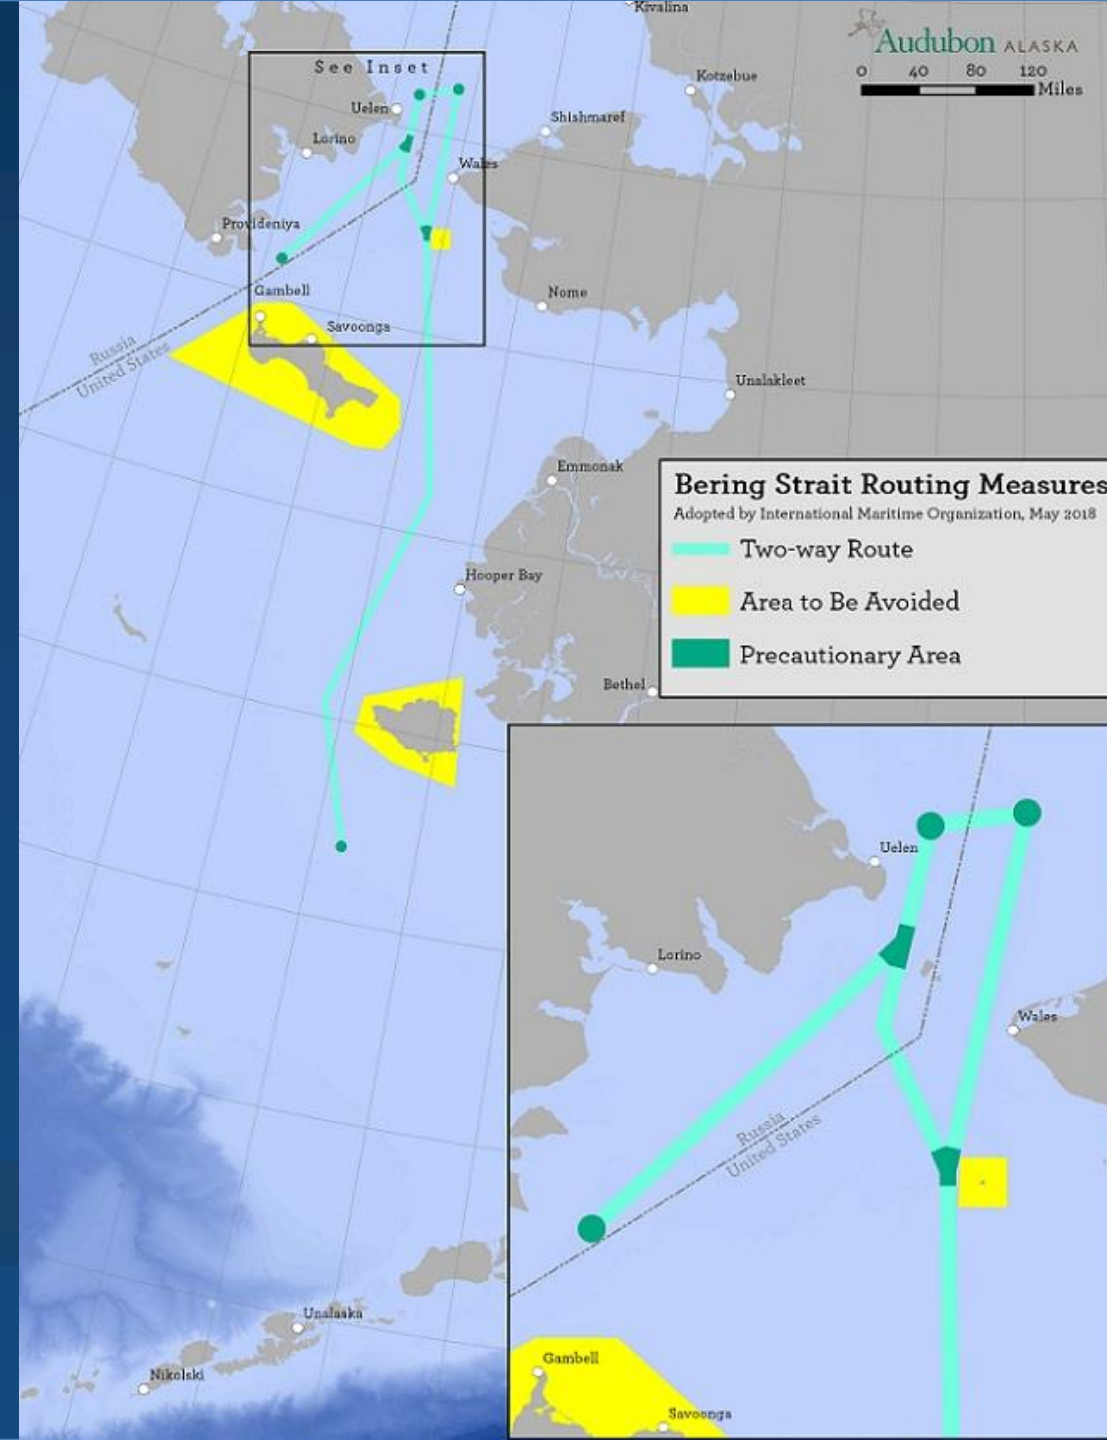 Kivalina
Audubon ALASKA
0 40 80 120
Miles
Kotzebue
See Inset
Uelen
Shishmaref
Lorino
Wales
Provideniya
Gambell
Nome
Savoonga
Russia
United States
Unalakleet
Emmonak
Bering Strait Routing Measures
Adopted by International Maritime Organization, May 2018
Two-way Route
Hooper Bay
Area to Be Avoided
Precautionary Area
Bethel
Uelen
Lorino
Wales
Russia
United States
Unalaska
Nikolski
Gambell
Savoonga